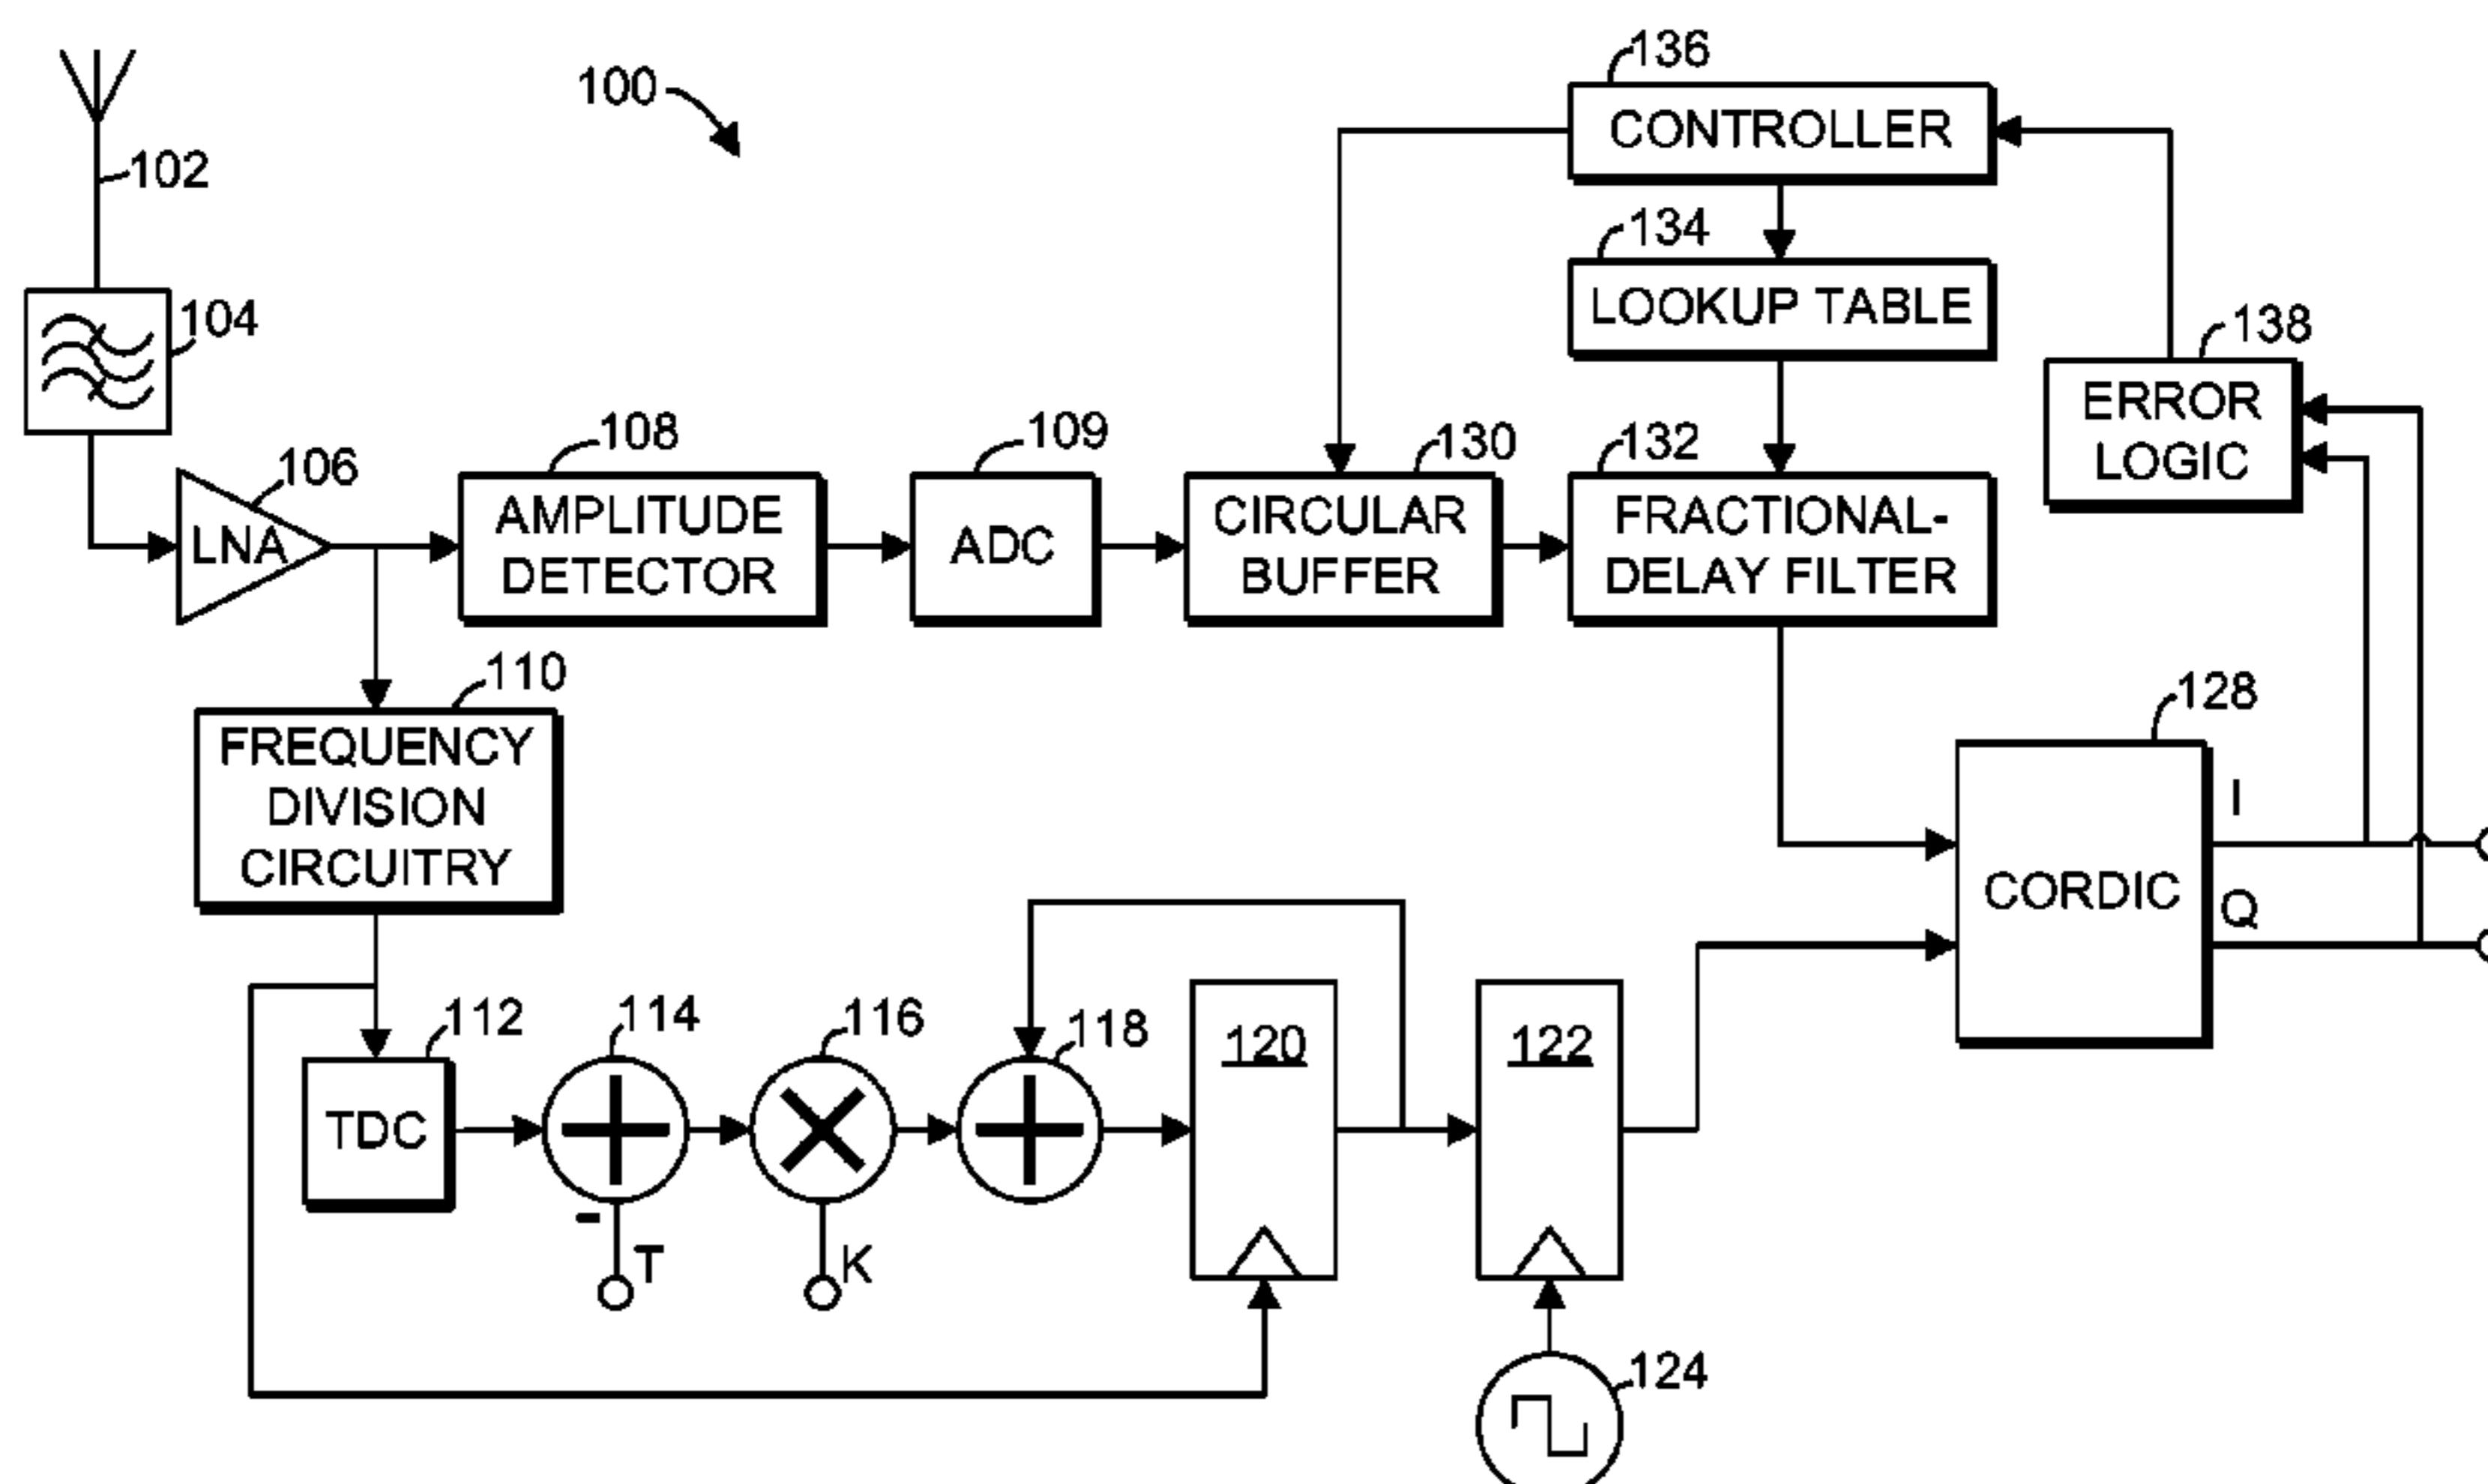 100
136
CONTROLLER
102
134
LOOKUP TABLE
104
138
ERROR
LOGIC
106
LNA
108
AMPLITUDE
DETECTOR
109
ADC
130
CIRCULAR
BUFFER
132
FRACTIONAL-
DELAY FILTER
110
FREQUENCY
DIVISION
CIRCUITRY
128
CORDIC
I
Q
112
TDC
114
-
T
116
K
118
120
122
124